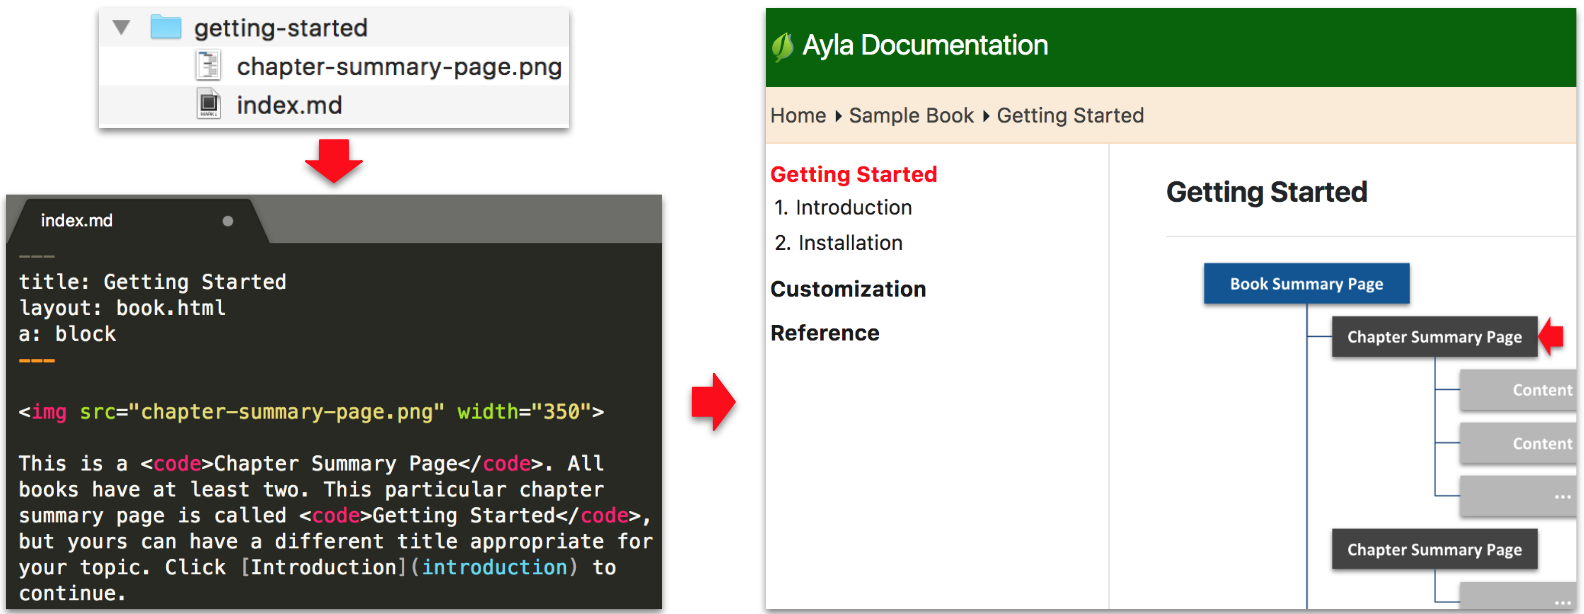 getting-started
chapter-summary-page.png
index.md
index.md
---
title: Getting Started
layout: book.html
a: block
---
<img src="chapter-summary-page.png" width="350">
This is a <code>Chapter Summary Page</code>. All
books have at least two. This particular chapter
summary page is called <code>Getting Started</code>,
but yours can have a different title appropriate for
your topic. Click [Introduction](introduction) to
continue.
Ayla Documentation
Home Sample Book Getting Started
Getting Started
1. Introduction
2. Installation
Customization
Reference
Getting Started
Book Summary Page
Chapter Summary Page
Content
Content
...
Chapter Summary Page
...